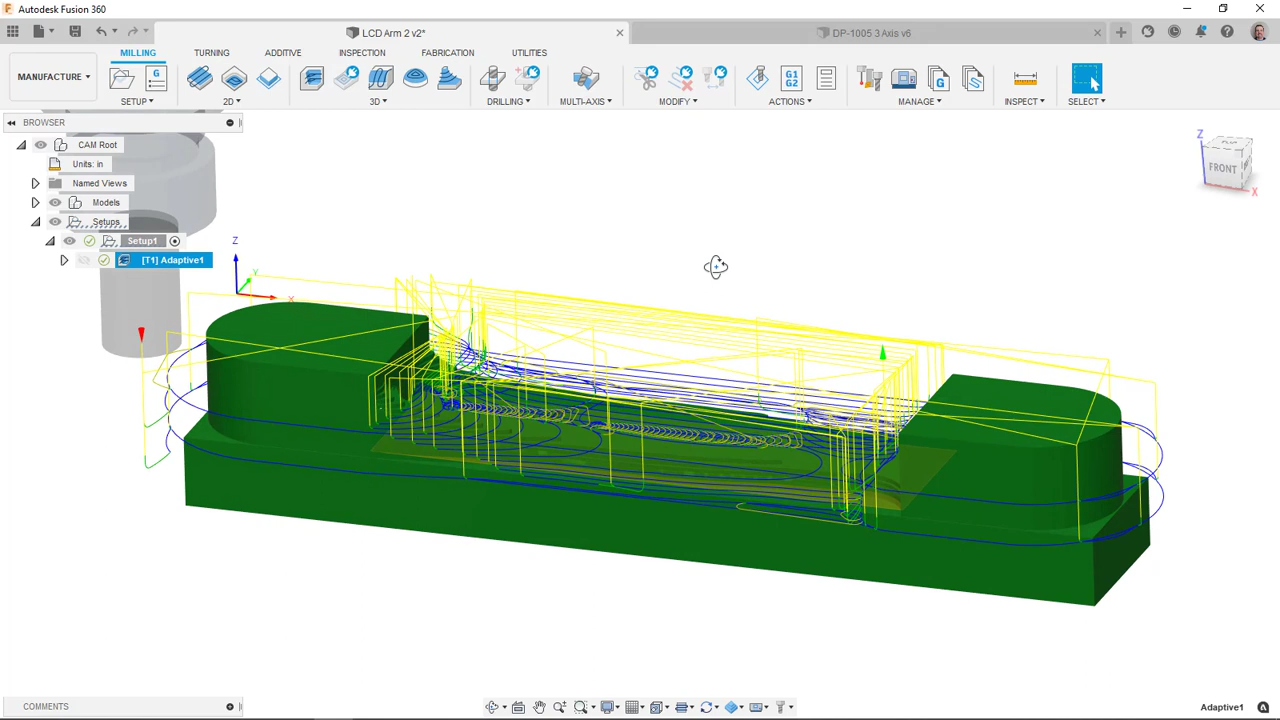 Autodesk Fusion 360
LCD Arm 2 v2*
DP-1005 3 Axis v6
MILLING TURNING ADDITIVE INSPECTION FABRICATION UTILITIES
MANUFACTURE
G
G1
G2
G
SETUP 2D 3D DRILLING MULTI-AXIS MODIFY ACTIONS MANAGE INSPECT SELECT
BROWSER
CAM Root
Units: in
Named Views
Models
Setups
Setup1
[T1] Adaptive1
Z
Y
X
Z
FRONT
X
COMMENTS
Adaptive1